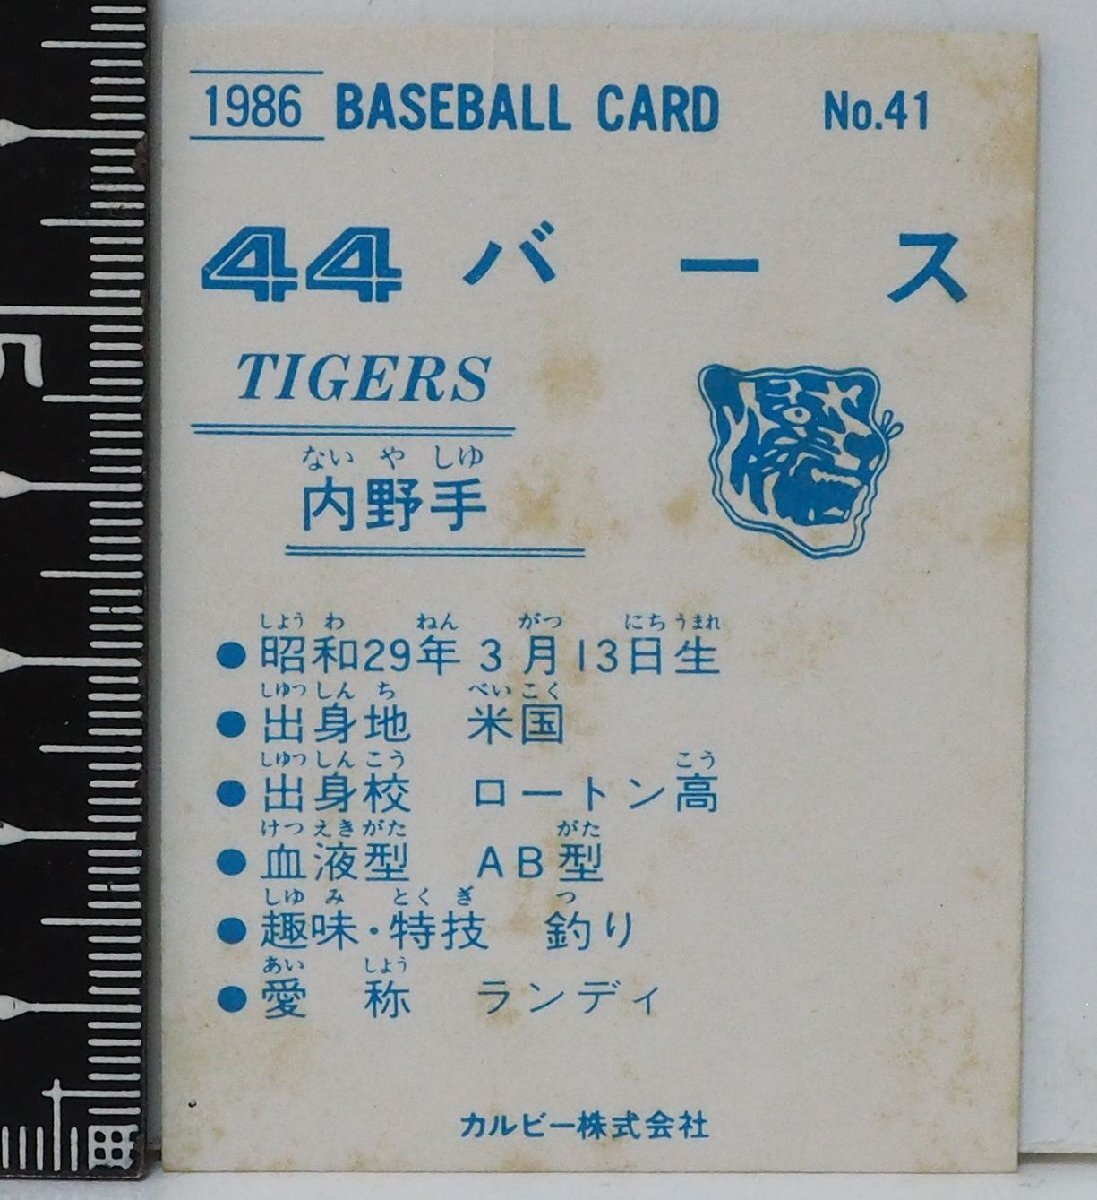 1986 BASEBALL CARD No.41
44 バース
TIGERS
ない や しゆ
内野手
しょう わ ねん がつ にち うまれ
●昭和29年 3月13日生
しゆっ しん ち べい こく
●出身地 米国
しゆっ しん こう こう
●出身校 ロートン高
けつ えき がた がた
●血液型 AB型
しゆ み とく ぎ つ
●趣味・特技 釣り
あい しょう
●愛称 ランディ
カルビー株式会社